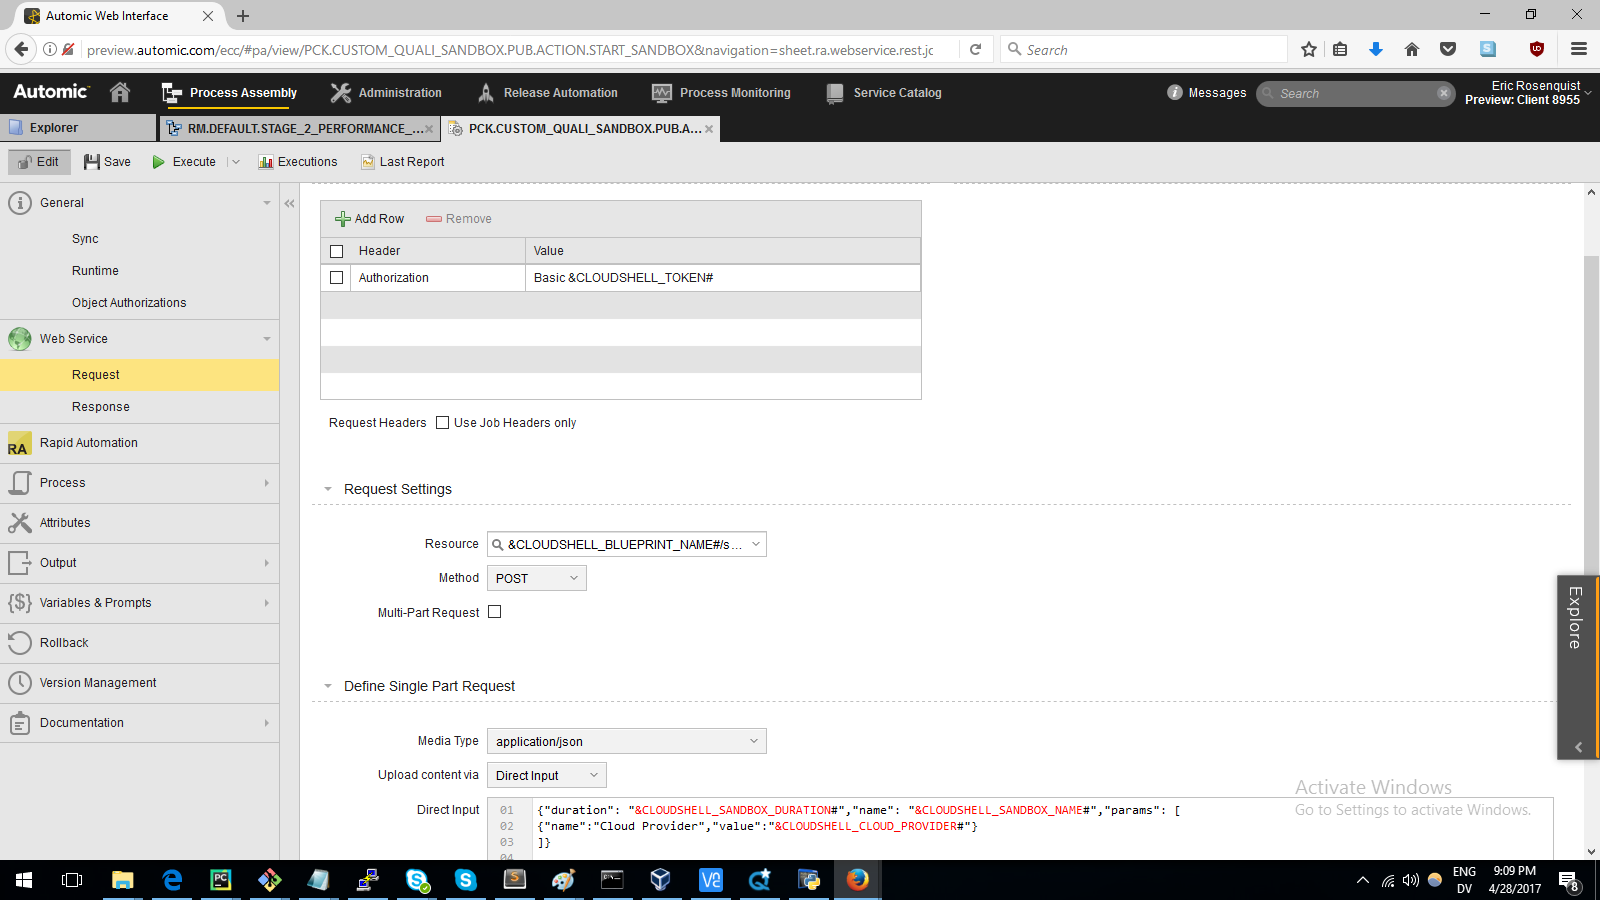 Automic Web Interface
preview.automic.com/ecc/#pa/view/PCK.CUSTOM_QUALI_SANDBOX.PUB.ACTION.START_SANDBOX&navigation=sheet.ra.webservice.rest.jc
Search
Automic
Process Assembly
Administration
Release Automation
Process Monitoring
Service Catalog
Messages
Search
Eric Rosenquist
Preview: Client 8955
Explorer
RM.DEFAULT.STAGE_2_PERFORMANCE_...
PCK.CUSTOM_QUALI_SANDBOX.PUB.A...
Edit
Save
Execute
Executions
Last Report
General
Sync
Runtime
Object Authorizations
Web Service
Request
Response
RA
Rapid Automation
Process
Attributes
Output
{$}
Variables & Prompts
Rollback
Version Management
Documentation
Add Row
Remove
Header
Value
Authorization
Basic &CLOUDSHELL_TOKEN#
Request Headers
Use Job Headers only
Request Settings
Resource
&CLOUDSHELL_BLUEPRINT_NAME#/s...
Method
POST
Multi-Part Request
Define Single Part Request
Media Type
application/json
Upload content via
Direct Input
Direct Input
01 {"duration": "&CLOUDSHELL_SANDBOX_DURATION#","name": "&CLOUDSHELL_SANDBOX_NAME#","params": [
02 {"name":"Cloud Provider","value":"&CLOUDSHELL_CLOUD_PROVIDER#"}
03 ]}
04
Explore
Activate Windows
Go to Settings to activate Windows.
ENG
DV
9:09 PM
4/28/2017
8